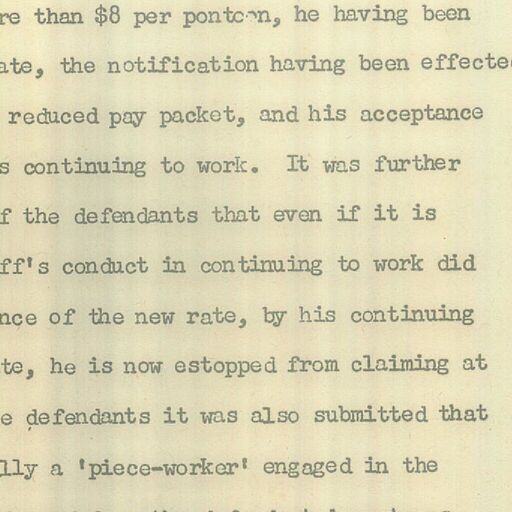 re than $8 per pontoon, he having been
ate, the notification having been effecte
reduced pay packet, and his acceptance
s continuing to work. It was further
f the defendants that even if it is
ff's conduct in continuing to work did
nce of the new rate, by his continuing
te, he is now estopped from claiming at
e defendants it was also submitted that
lly a 'piece-worker' engaged in the